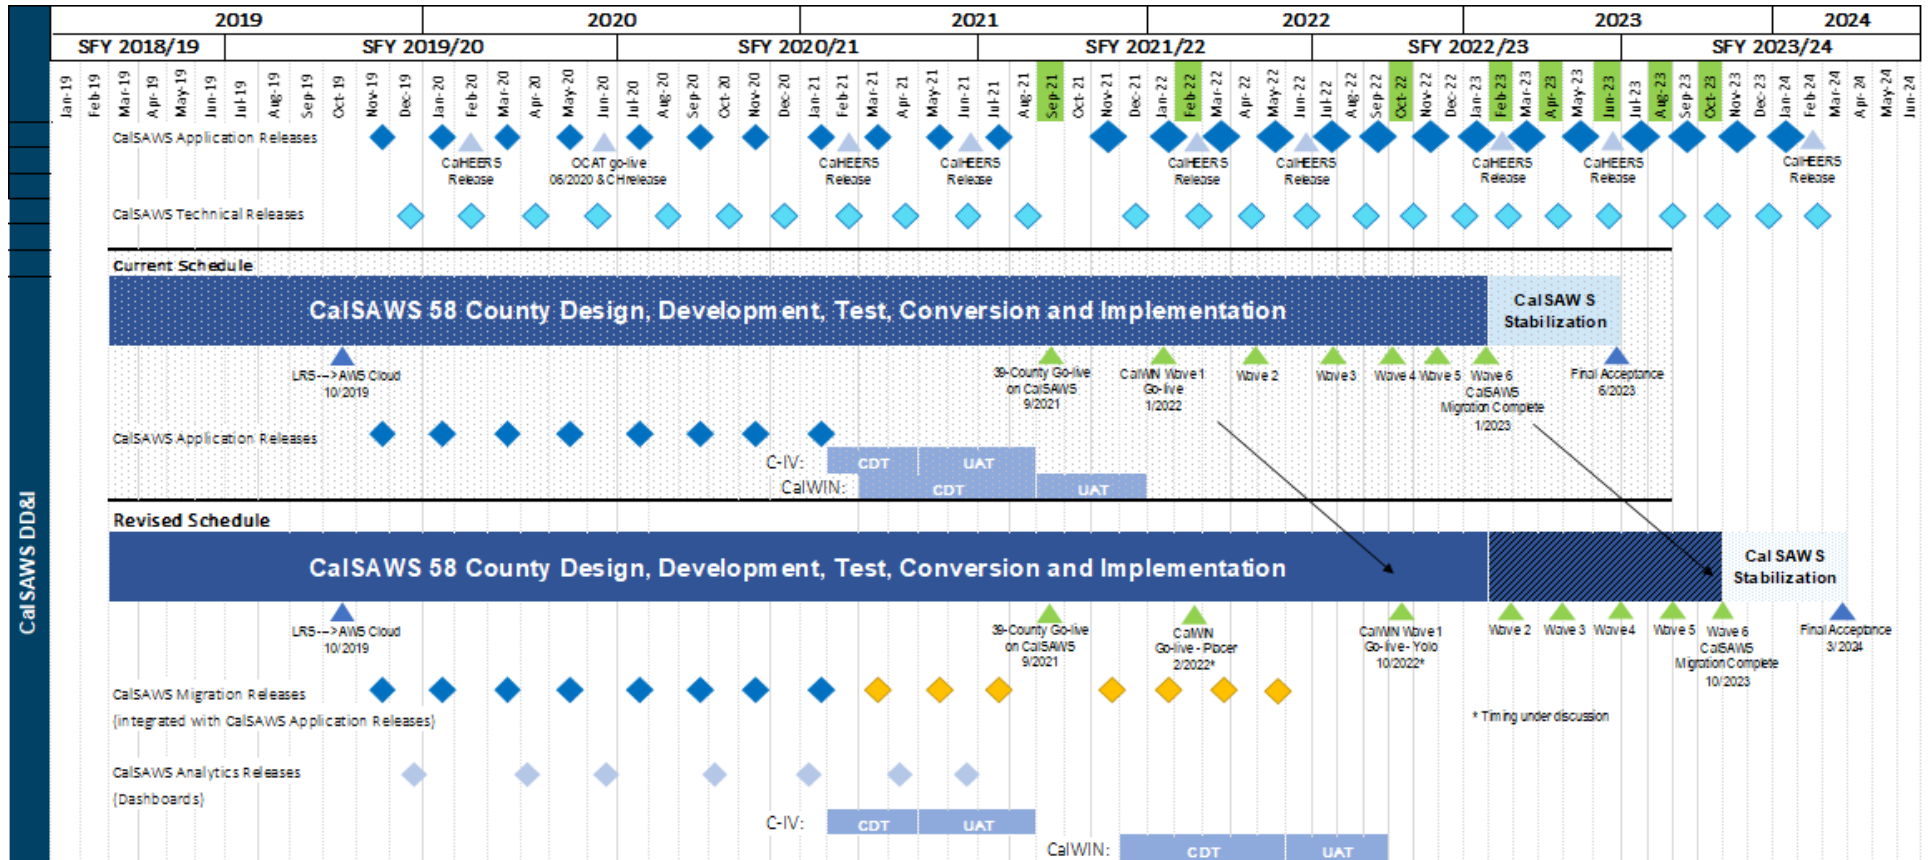 2019 2020 2021 2022 2023 2024
SFY 2018/19 SFY 2019/20 SFY 2020/21 SFY 2021/22 SFY 2022/23 SFY 2023/24
Jan-19 Feb-19 Mar-19 Apr-19 May-19 Jun-19 Jul-19 Aug-19 Sep-19 Oct-19 Nov-19 Dec-19 Jan-20 Feb-20 Mar-20 Apr-20 May-20 Jun-20 Jul-20 Aug-20 Sep-20 Oct-20 Nov-20 Dec-20 Jan-21 Feb-21 Mar-21 Apr-21 May-21 Jun-21 Jul-21 Aug-21 Sep-21 Oct-21 Nov-21 Dec-21 Jan-22 Feb-22 Mar-22 Apr-22 May-22 Jun-22 Jul-22 Aug-22 Sep-22 Oct-22 Nov-22 Dec-22 Jan-23 Feb-23 Mar-23 Apr-23 May-23 Jun-23 Jul-23 Aug-23 Sep-23 Oct-23 Nov-23 Dec-23 Jan-24 Feb-24 Mar-24 Apr-24 May-24 Jun-24
CalSAWS DD&I
CalSAWS Application Releases
CalHEERS
Release
OCAT go-live
06/2020 & CH release
CalHEERS
Release
CalHEERS
Release
CalHEERS
Release
CalHEERS
Release
CalHEERS
Release
CalHEERS
Release
CalHEERS
Release
CalSAWS Technical Releases
Current Schedule
CalSAWS 58 County Design, Development, Test, Conversion and Implementation
CalSAWS
Stabilization
LRS--->AWS Cloud
10/2019
39-County Go-live
on CalSAWS
9/2021
CalWIN Wave 1
Go-live
1/2022
Wave 2
Wave 3
Wave 4
Wave 5
Wave 6
CalSAWS
Migration Complete
1/2023
Final Acceptance
6/2023
CalSAWS Application Releases
C-IV: CDT UAT
CalWIN: CDT UAT
Revised Schedule
CalSAWS 58 County Design, Development, Test, Conversion and Implementation
CalSAWS
Stabilization
LRS--->AWS Cloud
10/2019
39-County Go-live
on CalSAWS
9/2021
CalWIN
Go-live - Placer
2/2022*
CalWIN Wave 1
Go-live - Yolo
10/2022*
Wave 2
Wave 3
Wave 4
Wave 5
Wave 6
CalSAWS
Migration Complete
10/2023
Final Acceptance
3/2024
CalSAWS Migration Releases
(integrated with CalSAWS Application Releases)
* Timing under discussion
CalSAWS Analytics Releases
(Dashboards)
C-IV: CDT UAT
CalWIN: CDT UAT